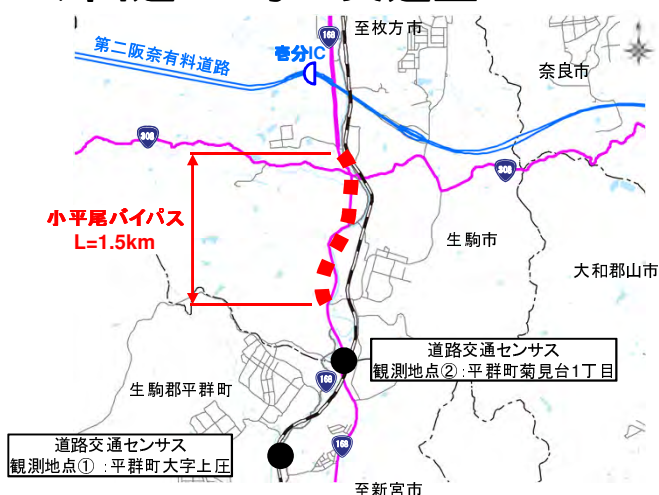 至枚方市
168
第二阪奈有料道路
壱分IC
奈良市
308
308
小平尾バイパス
L=1.5km
生駒市
大和郡山市
道路交通センサス
観測地点②:平群町菊見台1丁目
168
生駒郡平群町
道路交通センサス
観測地点①:平群町大字上庄
168
至新宮市